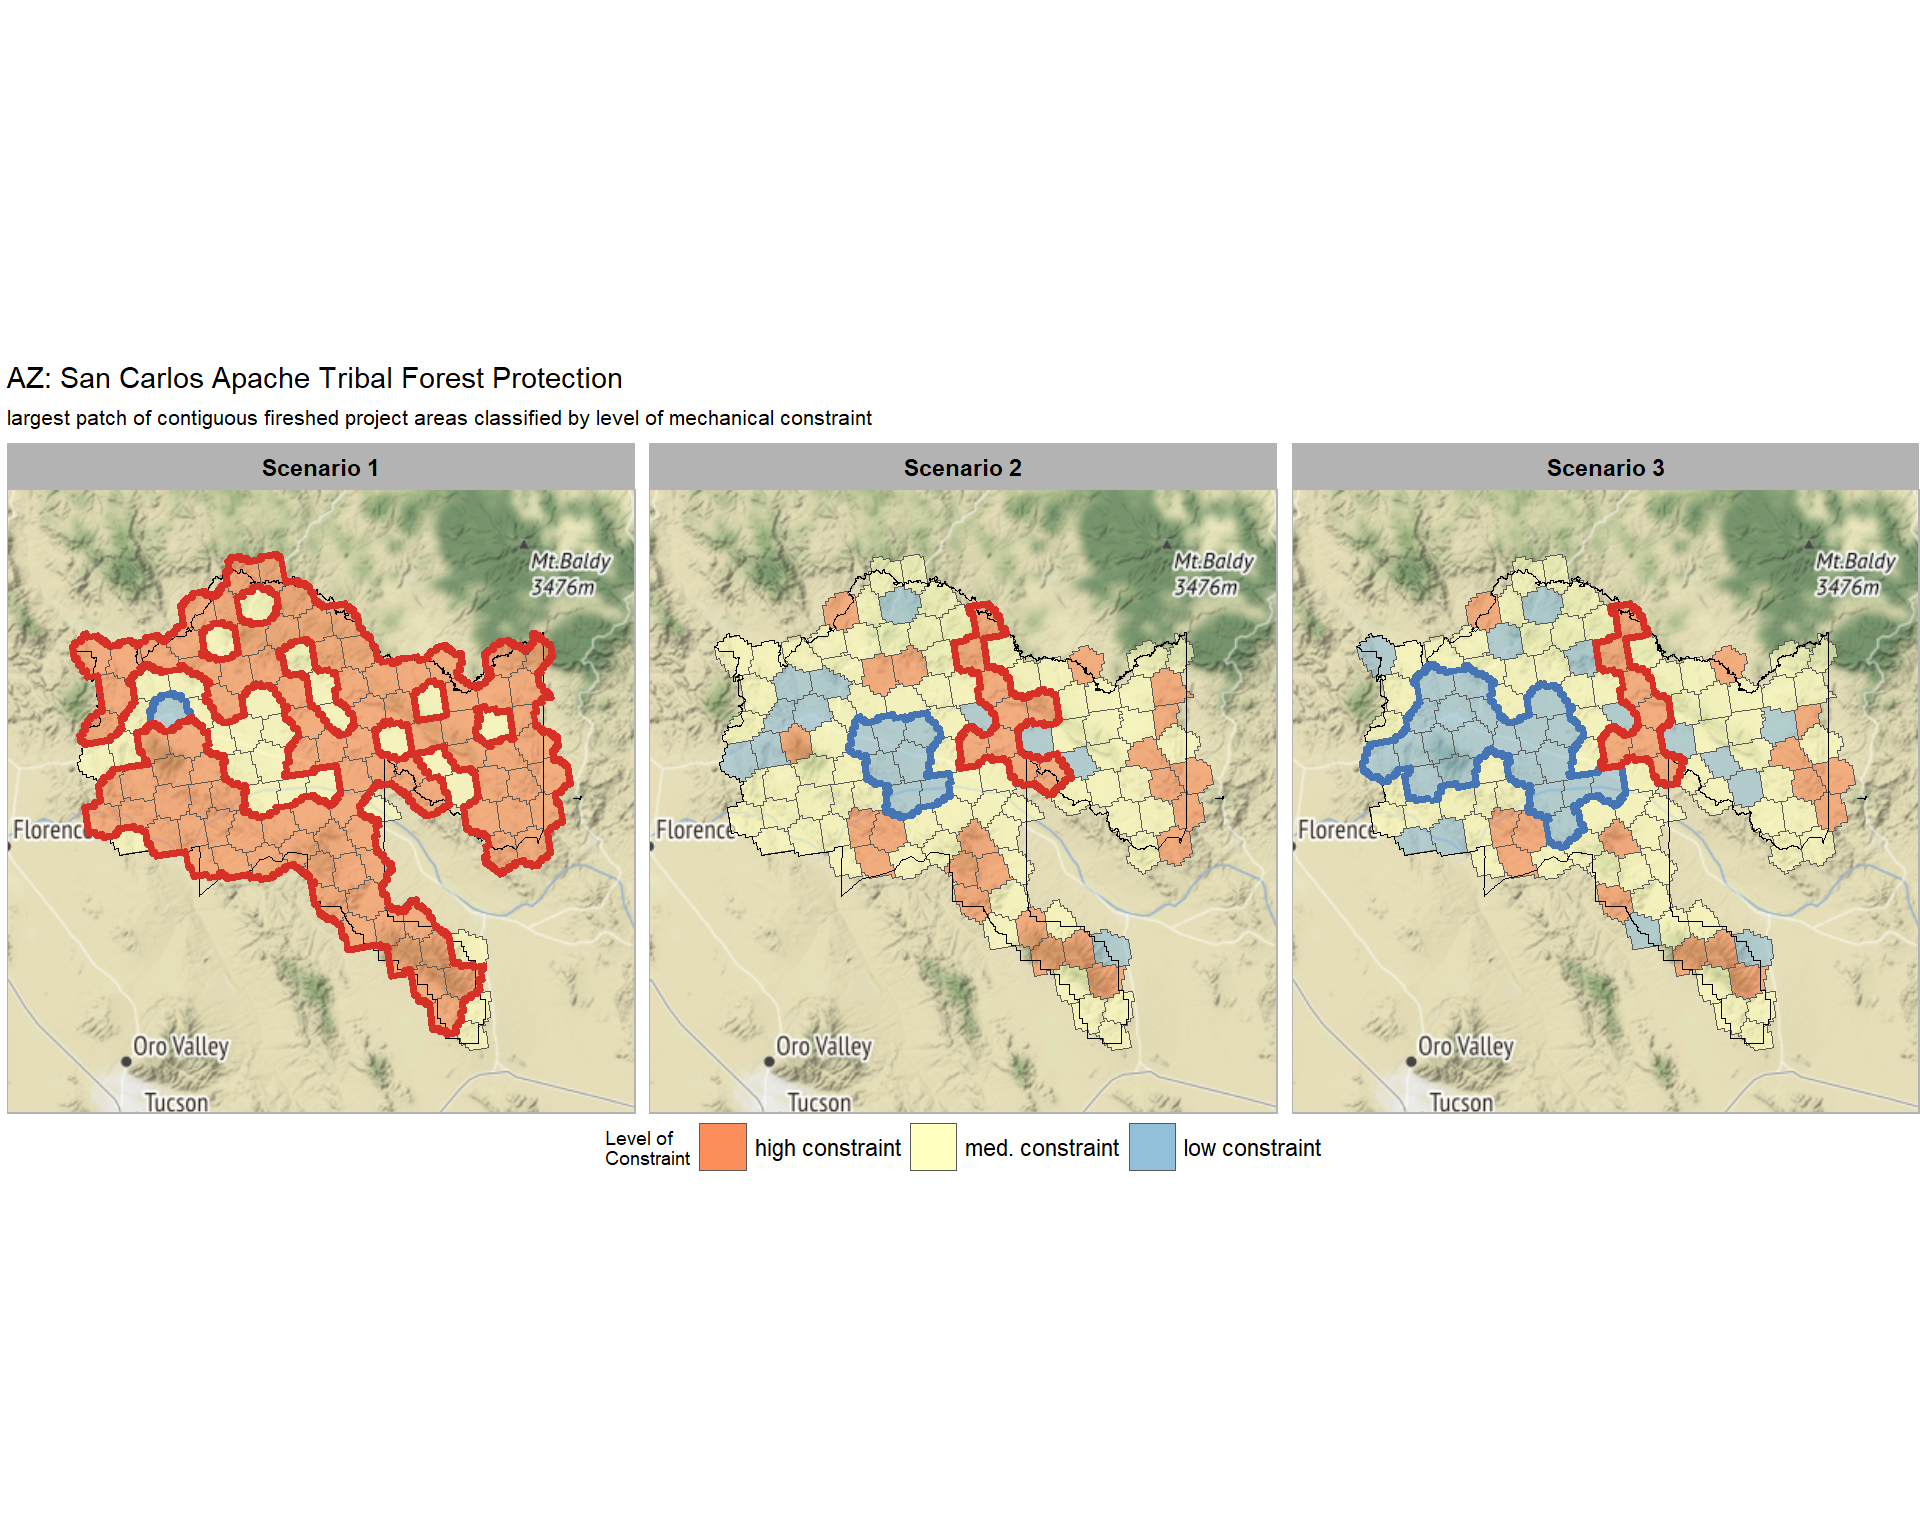 AZ: San Carlos Apache Tribal Forest Protection
largest patch of contiguous fireshed project areas classified by level of mechanical constraint
Scenario 1
Scenario 2
Scenario 3
Mt.Baldy
3476m
Mt.Baldy
3476m
Mt.Baldy
3476m
Florenc
Florence
Florence
Oro Valley
Oro Valley
Oro Valley
Tucson
Tucson
Tucson
Level of
Constraint
high constraint
med. constraint
low constraint